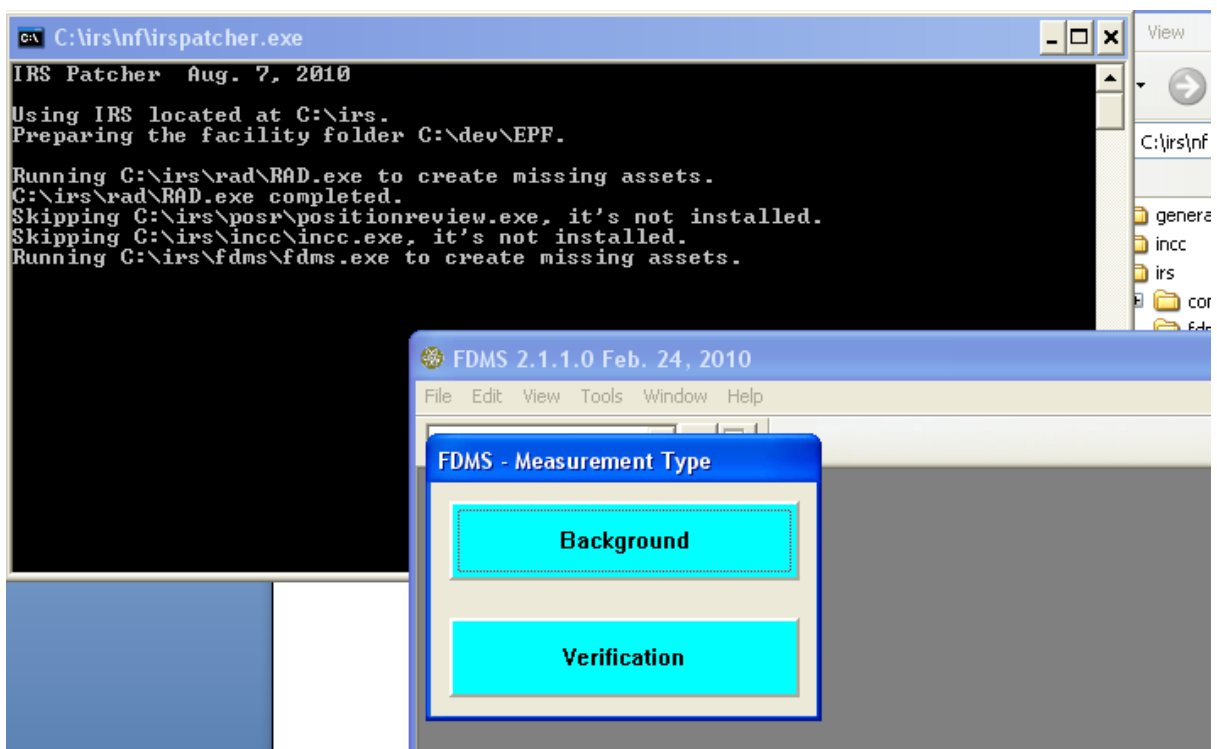 C:\irs\nf\irspatcher.exe
IRS Patcher  Aug. 7, 2010
Using IRS located at C:\irs.
Preparing the facility folder C:\dev\EPF.
Running C:\irs\rad\RAD.exe to create missing assets.
C:\irs\rad\RAD.exe completed.
Skipping C:\irs\posr\positionreview.exe, it's not installed.
Skipping C:\irs\incc\incc.exe, it's not installed.
Running C:\irs\fdms\fdms.exe to create missing assets.
View
C:\irs\nf
genera
incc
irs
FDMS 2.1.1.0 Feb. 24, 2010
File Edit View Tools Window Help
FDMS - Measurement Type
Background
Verification